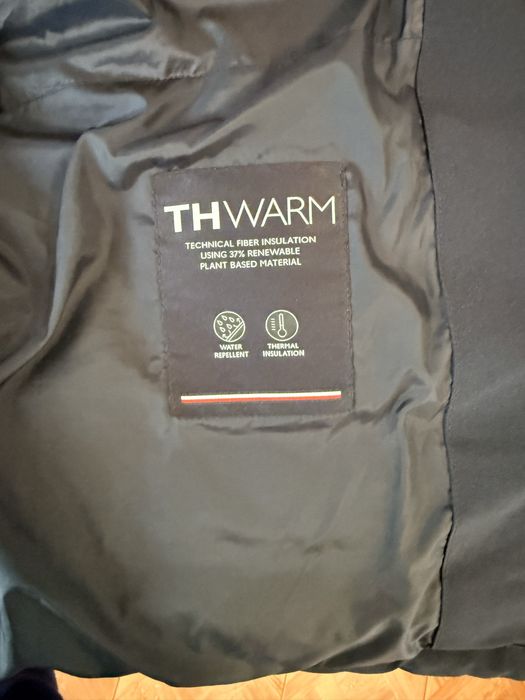 THWARM
TECHNICAL FIBER INSULATION
USING 37% RENEWABLE
PLANT BASED MATERIAL
WATER REPELLENT
THERMAL INSULATION